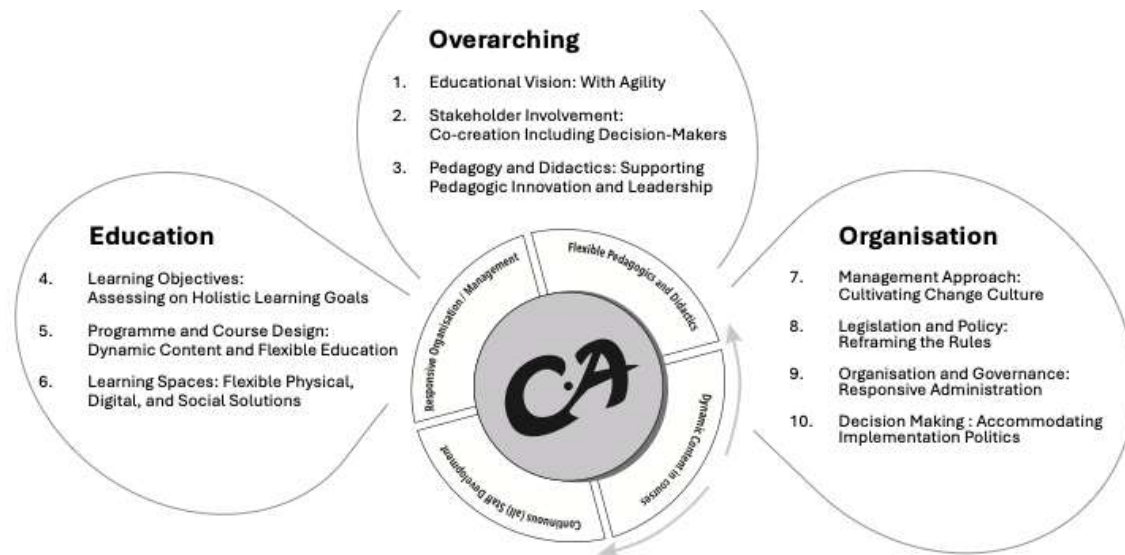 Overarching
1. Educational Vision: With Agility
2. Stakeholder Involvement:
Co-creation Including Decision-Makers
3. Pedagogy and Didactics: Supporting
Pedagogic Innovation and Leadership
Education
4. Learning Objectives:
Assessing on Holistic Learning Goals
5. Programme and Course Design:
Dynamic Content and Flexible Education
6. Learning Spaces: Flexible Physical,
Digital, and Social Solutions
Organisation
7. Management Approach:
Cultivating Change Culture
8. Legislation and Policy:
Reframing the Rules
9. Organisation and Governance:
Responsive Administration
10. Decision Making : Accommodating
Implementation Politics
Responsive Organisation / Management
Flexible Pedagogics and Didactics
Dynamic Content in courses
Continuous (all) Staff Development
C.A